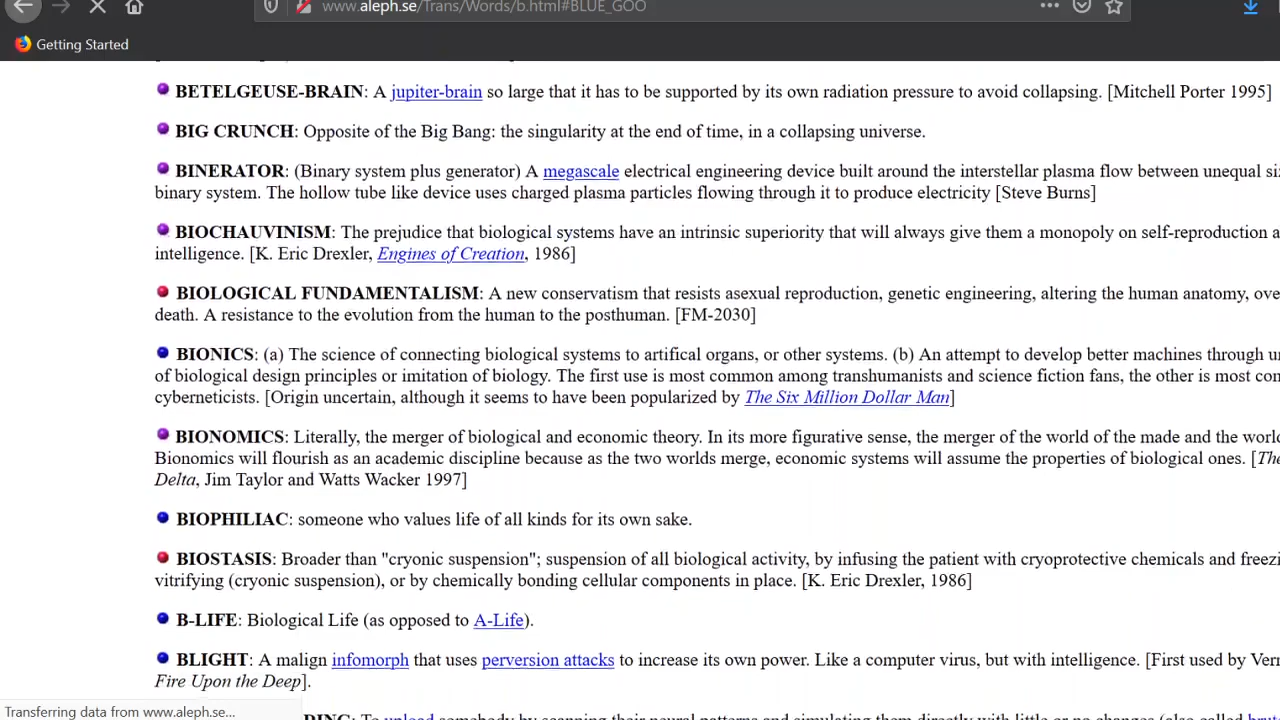 www.aleph.se/Trans/Words/b.html#BLUE_GOO
Getting Started
BETELGEUSE-BRAIN: A jupiter-brain so large that it has to be supported by its own radiation pressure to avoid collapsing. [Mitchell Porter 1995]
BIG CRUNCH: Opposite of the Big Bang: the singularity at the end of time, in a collapsing universe.
BINERATOR: (Binary system plus generator) A megascale electrical engineering device built around the interstellar plasma flow between unequal
binary system. The hollow tube like device uses charged plasma particles flowing through it to produce electricity [Steve Burns]
BIOCHAUVINISM: The prejudice that biological systems have an intrinsic superiority that will always give them a monopoly on self-reproduction
intelligence. [K. Eric Drexler, Engines of Creation, 1986]
BIOLOGICAL FUNDAMENTALISM: A new conservatism that resists asexual reproduction, genetic engineering, altering the human anatomy,
death. A resistance to the evolution from the human to the posthuman. [FM-2030]
BIONICS: (a) The science of connecting biological systems to artifical organs, or other systems. (b) An attempt to develop better machines through
of biological design principles or imitation of biology. The first use is most common among transhumanists and science fiction fans, the other is most
cyberneticists. [Origin uncertain, although it seems to have been popularized by The Six Million Dollar Man]
BIONOMICS: Literally, the merger of biological and economic theory. In its more figurative sense, the merger of the world of the made and the
Bionomics will flourish as an academic discipline because as the two worlds merge, economic systems will assume the properties of biological ones. [The
Delta, Jim Taylor and Watts Wacker 1997]
BIOPHILIAC: someone who values life of all kinds for its own sake.
BIOSTASIS: Broader than "cryonic suspension"; suspension of all biological activity, by infusing the patient with cryoprotective chemicals and
vitrifying (cryonic suspension), or by chemically bonding cellular components in place. [K. Eric Drexler, 1986]
B-LIFE: Biological Life (as opposed to A-Life).
BLIGHT: A malign infomorph that uses perversion attacks to increase its own power. Like a computer virus, but with intelligence. [First used by
Fire Upon the Deep].
Transferring data from www.aleph.se...